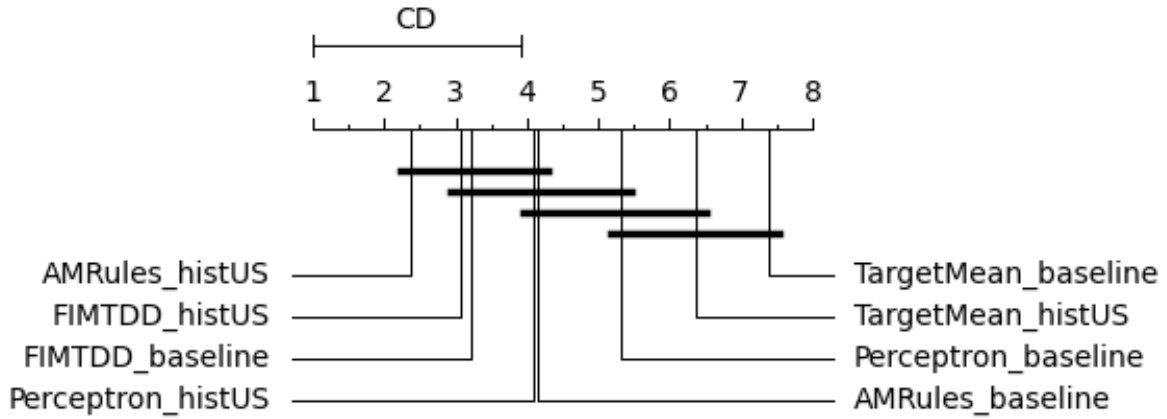 CD
1 2 3 4 5 6 7 8
AMRules_histUS
FIMTDD_histUS
FIMTDD_baseline
Perceptron_histUS
TargetMean_baseline
TargetMean_histUS
Perceptron_baseline
AMRules_baseline